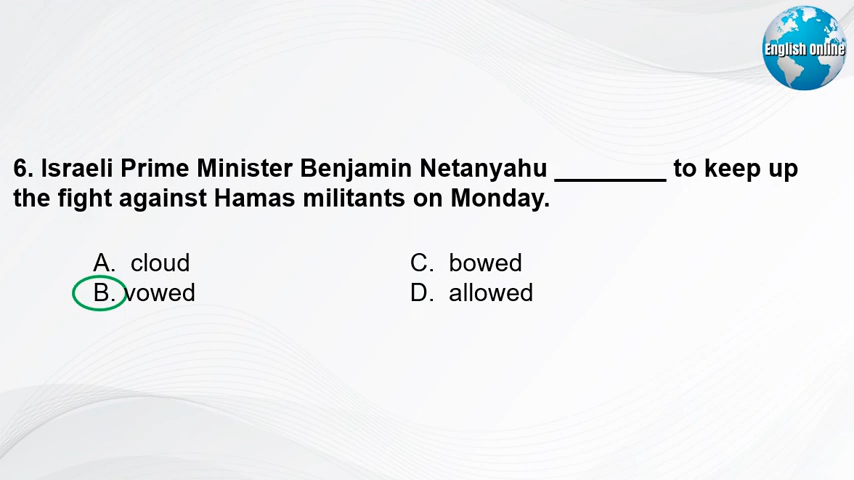 English Online
6. Israeli Prime Minister Benjamin Netanyahu ________ to keep up
the fight against Hamas militants on Monday.
A. cloud
B. vowed
C. bowed
D. allowed